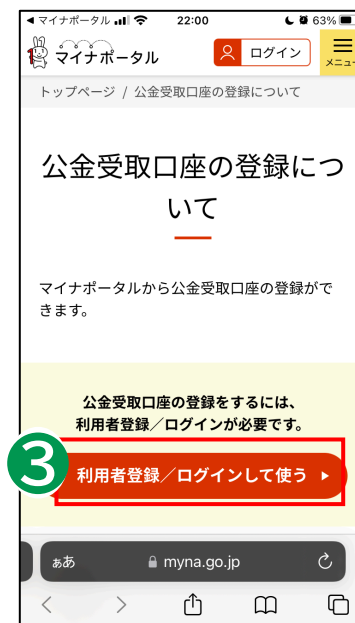 マイナポータル 22:00 63%
マイナポータル ログイン メニュー
トップページ / 公金受取口座の登録について
公金受取口座の登録につ
いて
マイナポータルから公金受取口座の登録がで
きます。
公金受取口座の登録をするには、
利用者登録／ログインが必要です。
3 利用者登録／ログインして使う
ぁあ myna.go.jp